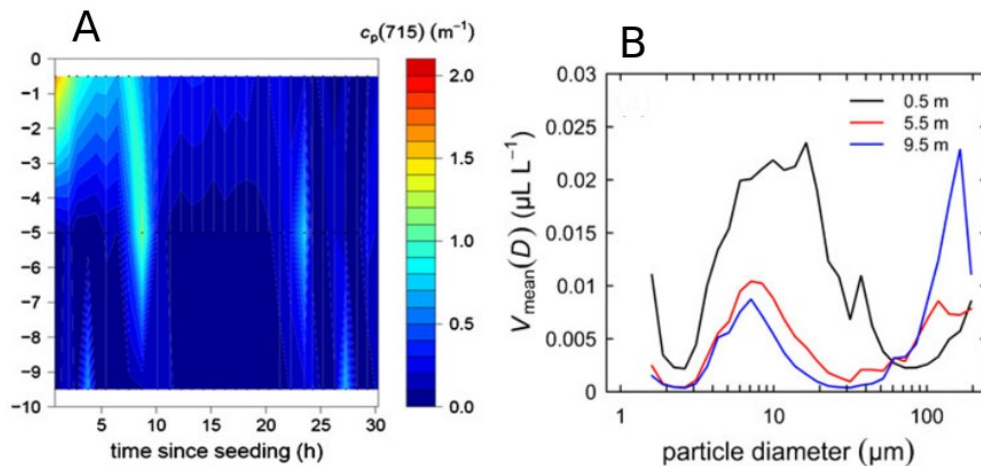 A
c_p(715) (m⁻¹)
0
−1
−2
−3
−4
−5
−6
−7
−8
−9
−10
5 10 15 20 25 30
time since seeding (h)
2.0
1.5
1.0
0.5
0.0
B
0.03
0.025
0.02
0.015
0.01
0.005
0
V_mean(D) (µL L⁻¹)
0.5 m
5.5 m
9.5 m
1 10 100
particle diameter (µm)